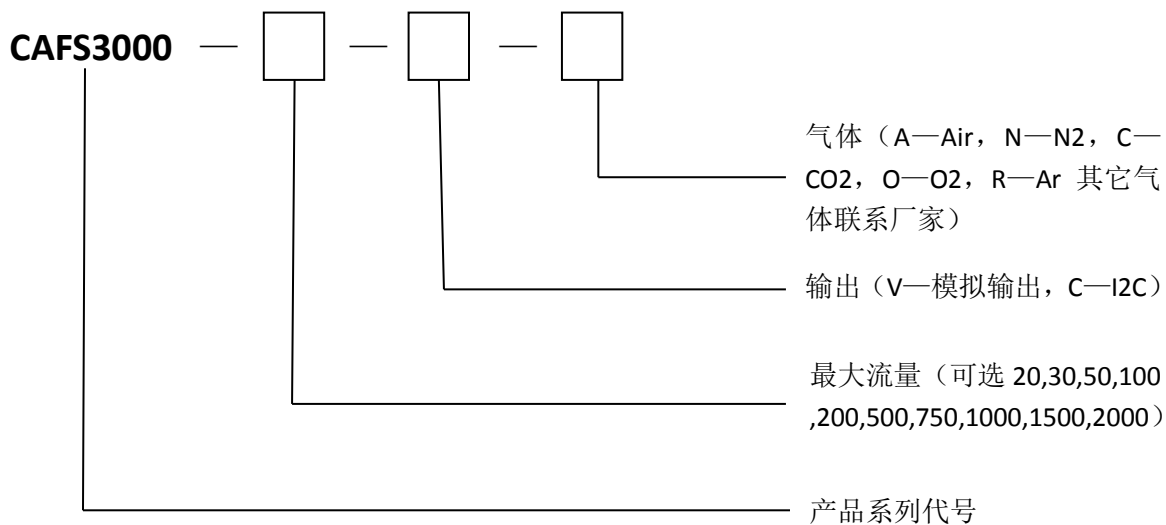 CAFS3000 — — —
气体（A—Air，N—N2，C—
CO2，O—O2，R—Ar 其它气
体联系厂家）
输出（V—模拟输出，C—I2C）
最大流量（可选 20,30,50,100
,200,500,750,1000,1500,2000）
产品系列代号